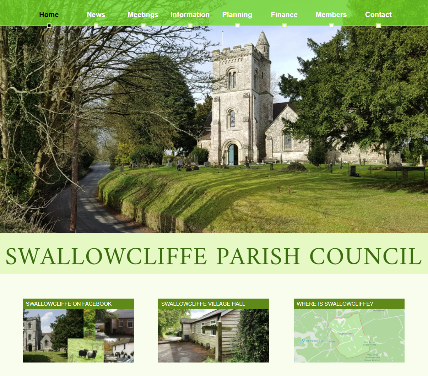 Home News Meetings Information Planning Finance Members Contact
SWALLOWCLIFFE PARISH COUNCIL
SWALLOWCLIFFE ON FACEBOOK SWALLOWCLIFFE VILLAGE HALL WHERE IS SWALLOWCLIFFE?